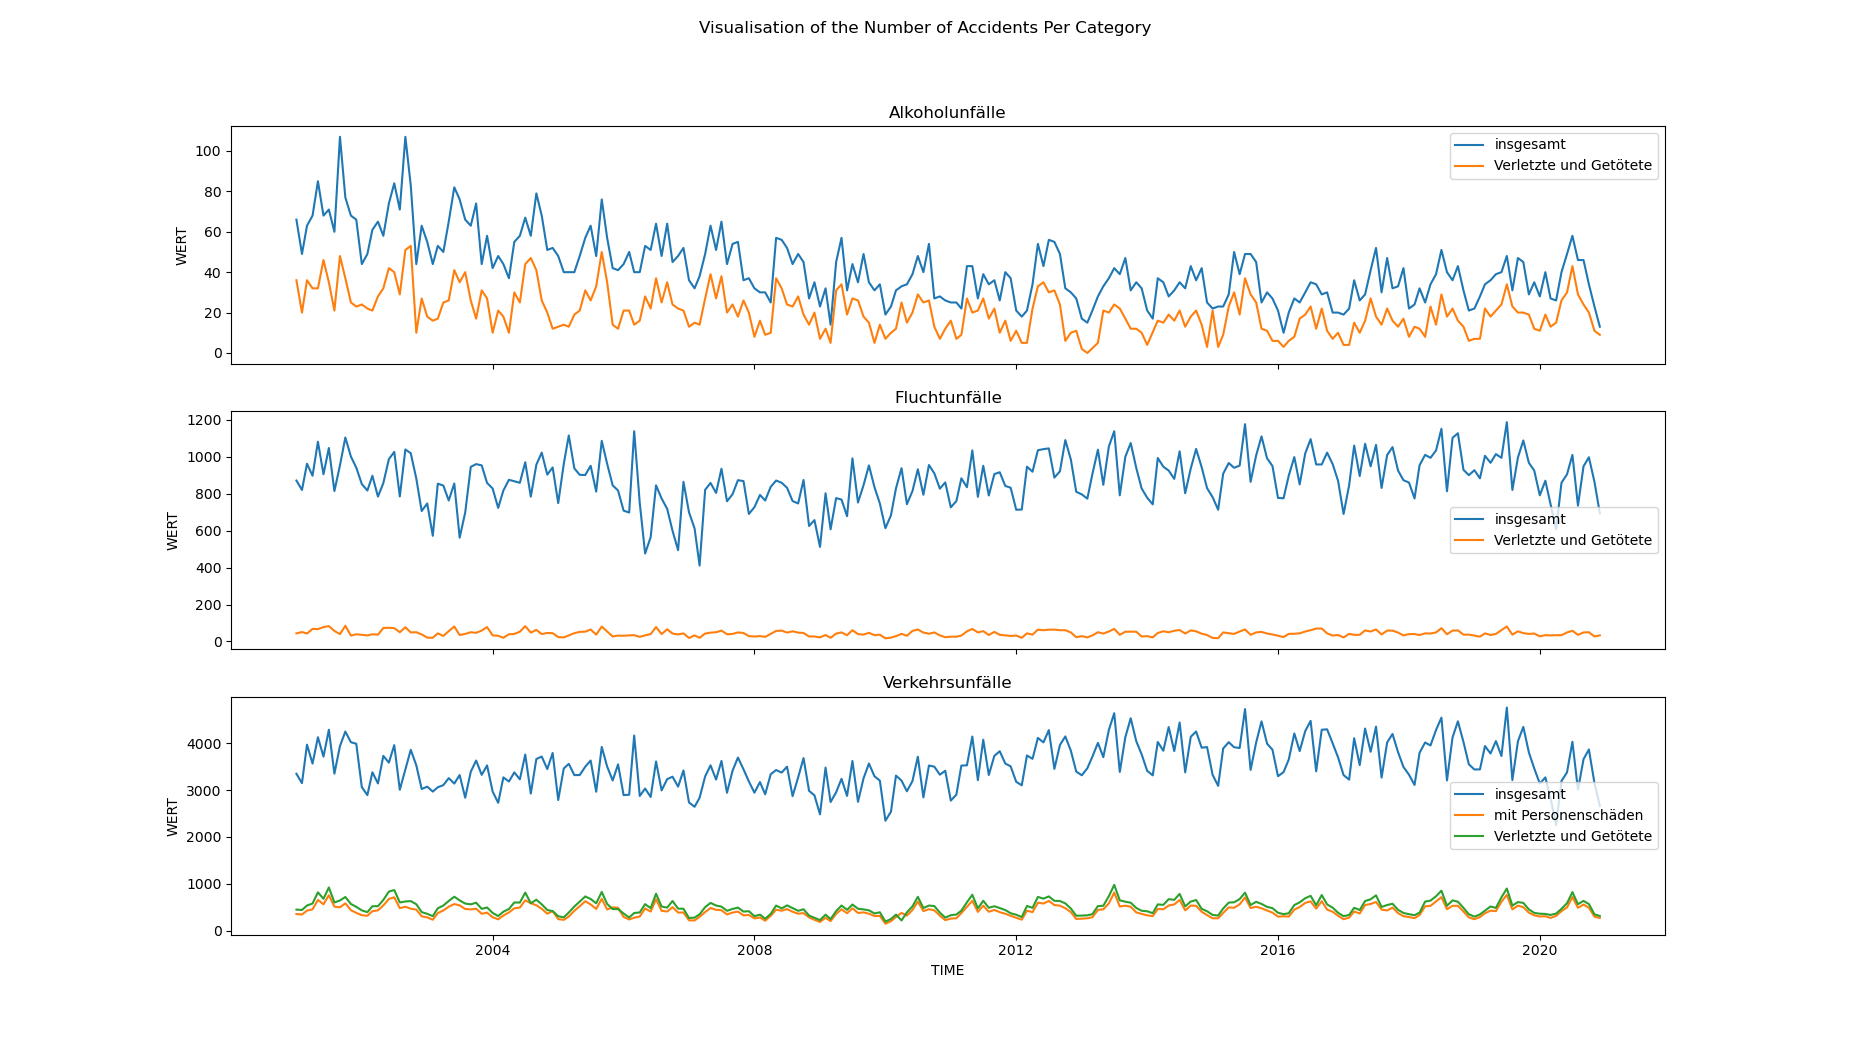 Visualisation of the Number of Accidents Per Category
Alkoholunfälle
WERT
100
80
60
40
20
0
insgesamt
Verletzte und Getötete
Fluchtunfälle
WERT
1200
1000
800
600
400
200
0
insgesamt
Verletzte und Getötete
Verkehrsunfälle
WERT
4000
3000
2000
1000
0
insgesamt
mit Personenschäden
Verletzte und Getötete
2004 2008 2012 2016 2020
TIME